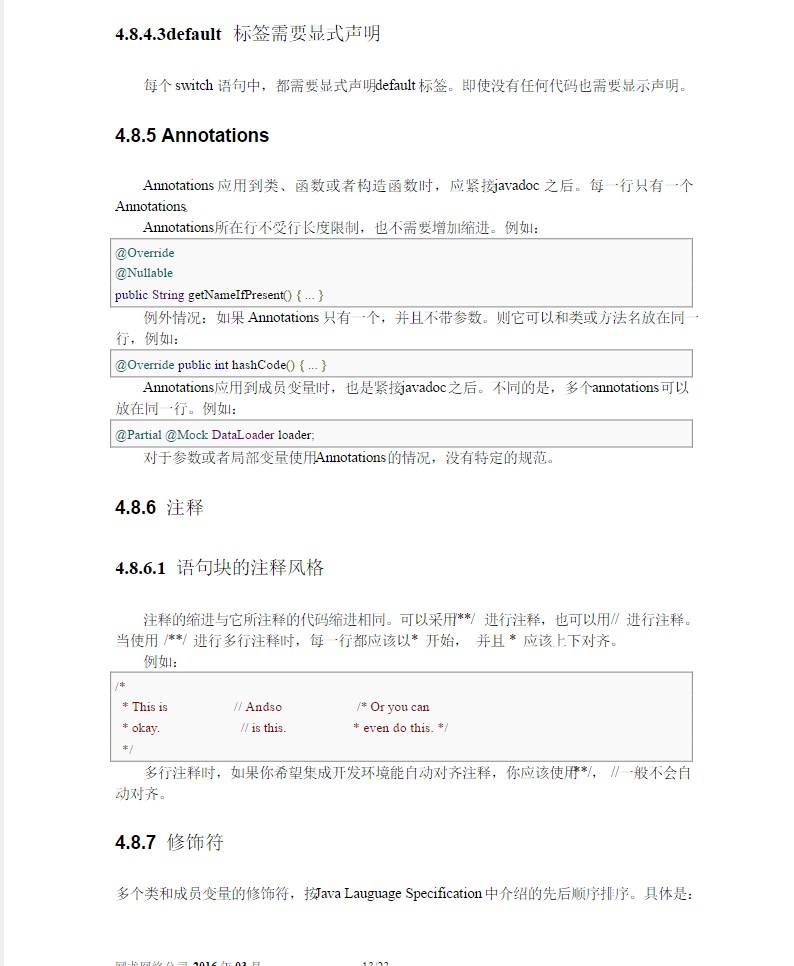 4.8.4.3default 标签需要显式声明
每个 switch 语句中，都需要显式声明default 标签。即使没有任何代码也需要显示声明。
4.8.5 Annotations
Annotations 应用到类、函数或者构造函数时，应紧接javadoc 之后。每一行只有一个
Annotations.
Annotations所在行不受行长度限制，也不需要增加缩进。例如：
@Override
@Nullable
public String getNameIfPresent() { ... }
例外情况：如果 Annotations 只有一个，并且不带参数。则它可以和类或方法名放在同一
行，例如：
@Override public int hashCode() { ... }
Annotations应用到成员变量时，也是紧接javadoc之后。不同的是，多个annotations可以
放在同一行。例如：
@Partial @Mock DataLoader loader;
对于参数或者局部变量使用Annotations的情况，没有特定的规范。
4.8.6 注释
4.8.6.1 语句块的注释风格
注释的缩进与它所注释的代码缩进相同。可以采用**/ 进行注释，也可以用// 进行注释。
当使用 /**/ 进行多行注释时，每一行都应该以* 开始， 并且 * 应该上下对齐。
例如：
/*
* This is // Andso /* Or you can
* okay. // is this. * even do this. */
*/
多行注释时，如果你希望集成开发环境能自动对齐注释，你应该使用**/， //一般不会自
动对齐。
4.8.7 修饰符
多个类和成员变量的修饰符，按Java Lauguage Specification 中介绍的先后顺序排序。具体是：